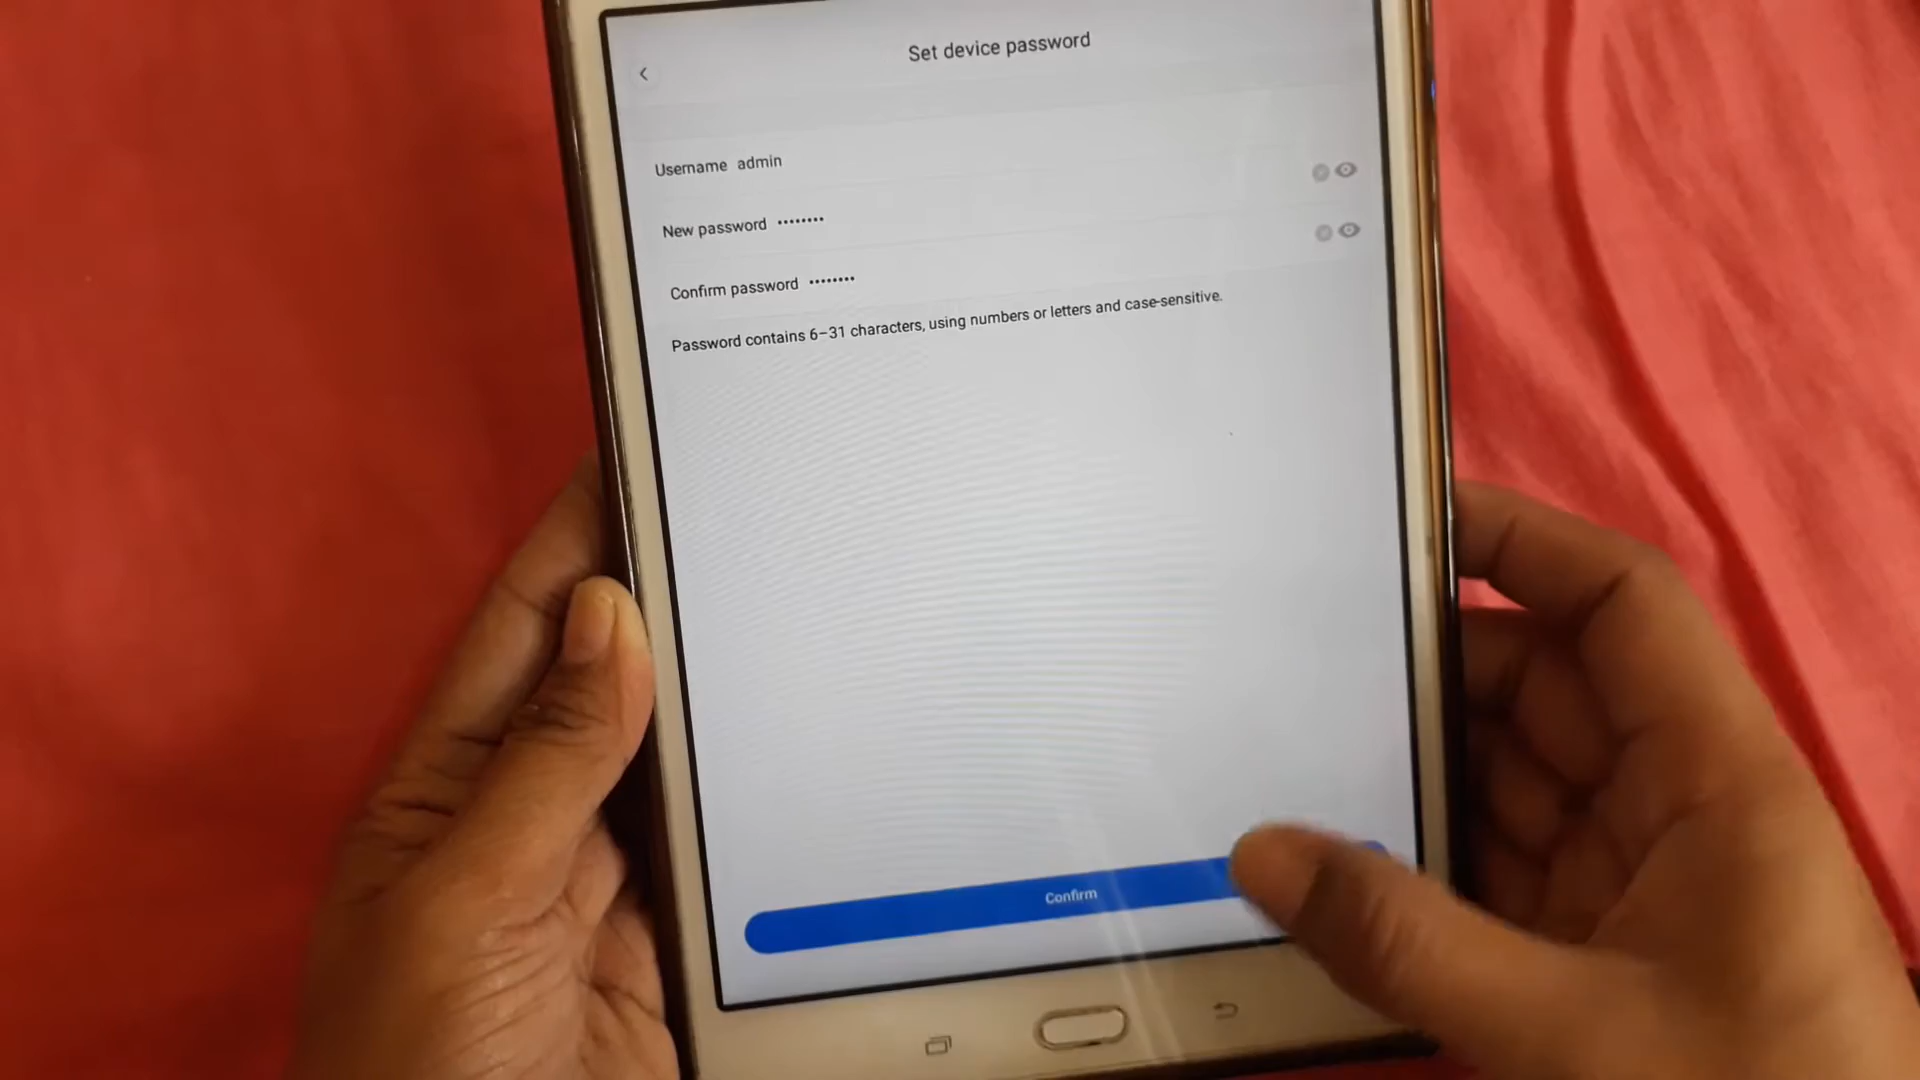 Set device password
Username admin
New password ••••••••
Confirm password ••••••••
Password contains 6–31 characters, using numbers or letters and case-sensitive.
Confirm